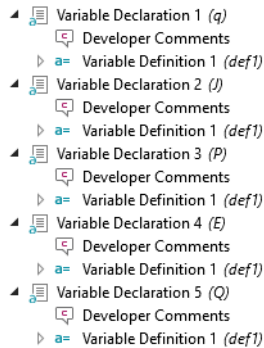 Variable Declaration 1 (q)
Developer Comments
a= Variable Definition 1 (def1)
Variable Declaration 2 (J)
Developer Comments
a= Variable Definition 1 (def1)
Variable Declaration 3 (P)
Developer Comments
a= Variable Definition 1 (def1)
Variable Declaration 4 (E)
Developer Comments
a= Variable Definition 1 (def1)
Variable Declaration 5 (Q)
Developer Comments
a= Variable Definition 1 (def1)